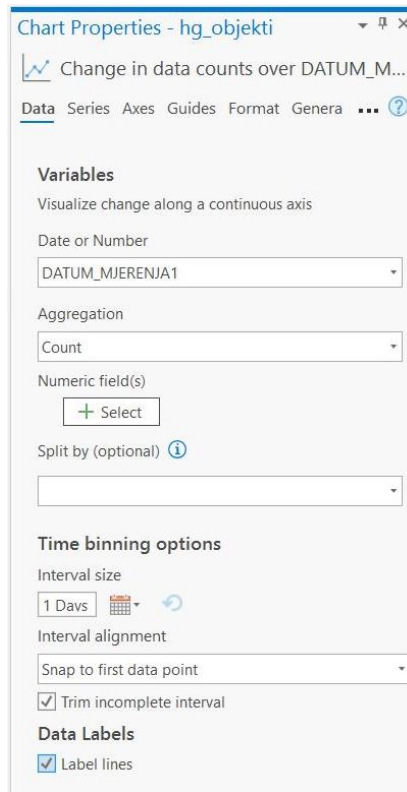 Chart Properties - hg_objekti
Change in data counts over DATUM_M...
Data Series Axes Guides Format Genera ...
Variables
Visualize change along a continuous axis
Date or Number
DATUM_MJERENJA1
Aggregation
Count
Numeric field(s)
+ Select
Split by (optional)
Time binning options
Interval size
1 Days
Interval alignment
Snap to first data point
Trim incomplete interval
Data Labels
Label lines